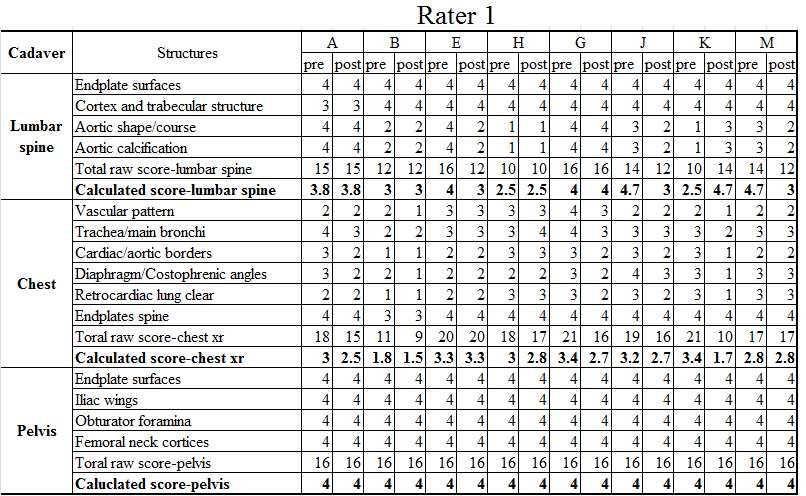 Rater 1
Cadaver Structures A B E H G J K M
pre post pre post pre post pre post pre post pre post pre post pre post
Lumbar spine
Endplate surfaces 4 4 4 4 4 4 4 4 4 4 4 4 4 4 4 4
Cortex and trabecular structure 3 3 4 4 4 4 4 4 4 4 4 4 4 4 4 4
Aortic shape/course 4 4 2 2 4 2 1 1 4 4 3 2 1 3 3 2
Aortic calcification 4 4 2 2 4 2 1 1 4 4 3 2 1 3 3 2
Total raw score-lumbar spine 15 15 12 12 16 12 10 10 16 16 14 12 10 14 14 12
Calculated score-lumbar spine 3.8 3.8 3 3 4 3 2.5 2.5 4 4 4.7 3 2.5 4.7 4.7 3
Chest
Vascular pattern 2 2 2 1 3 3 3 3 4 3 2 2 2 1 2 2
Trachea/main bronchi 4 3 2 2 3 3 4 4 3 3 3 3 3 2 3 3
Cardiac/aortic borders 3 2 1 1 2 2 3 3 3 2 3 2 3 1 2 2
Diaphragm/Costophrenic angles 3 2 2 1 2 2 2 2 3 2 4 3 3 1 3 3
Retrocardiac lung clear 2 2 1 1 2 2 3 3 3 2 3 2 3 1 3 3
Endplates spine 4 4 3 3 4 4 4 4 4 4 4 4 4 4 4 4
Toral raw score-chest xr 18 15 11 9 20 20 18 17 21 16 19 16 21 10 17 17
Calculated score-chest xr 3 2.5 1.8 1.5 3.3 3.3 3 2.8 3.4 2.7 3.2 2.7 3.4 1.7 2.8 2.8
Pelvis
Endplate surfaces 4 4 4 4 4 4 4 4 4 4 4 4 4 4 4 4
Iliac wings 4 4 4 4 4 4 4 4 4 4 4 4 4 4 4 4
Obturator foramina 4 4 4 4 4 4 4 4 4 4 4 4 4 4 4 4
Femoral neck cortices 4 4 4 4 4 4 4 4 4 4 4 4 4 4 4 4
Toral raw score-pelvis 16 16 16 16 16 16 16 16 16 16 16 16 16 16 16 16
Caluclated score-pelvis 4 4 4 4 4 4 4 4 4 4 4 4 4 4 4 4